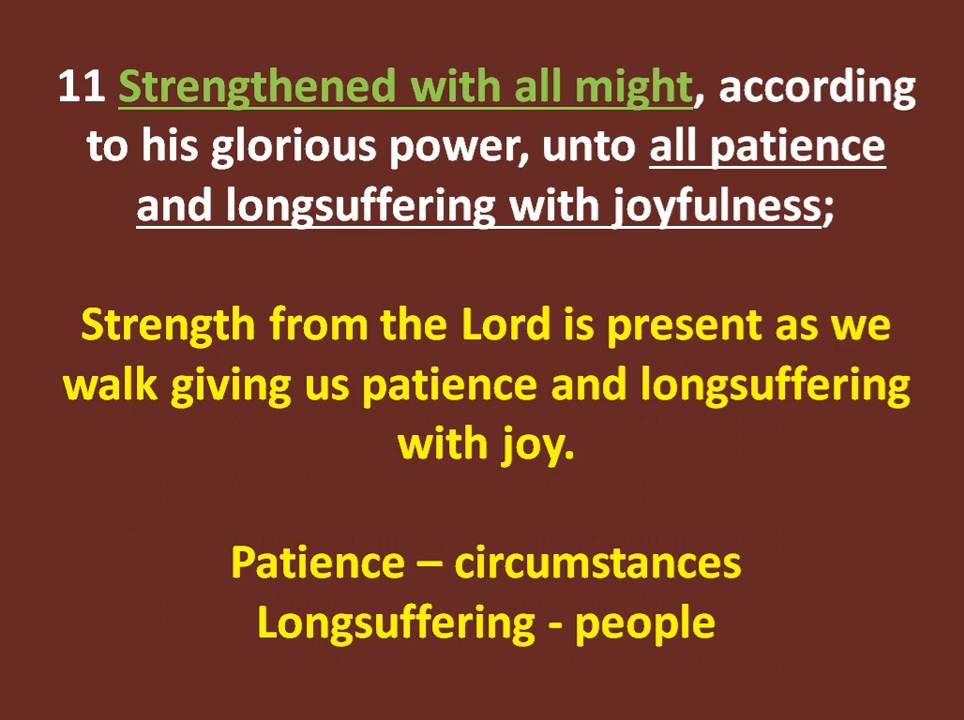 11 Strengthened with all might, according
to his glorious power, unto all patience
and longsuffering with joyfulness;
Strength from the Lord is present as we
walk giving us patience and longsuffering
with joy.
Patience – circumstances
Longsuffering - people